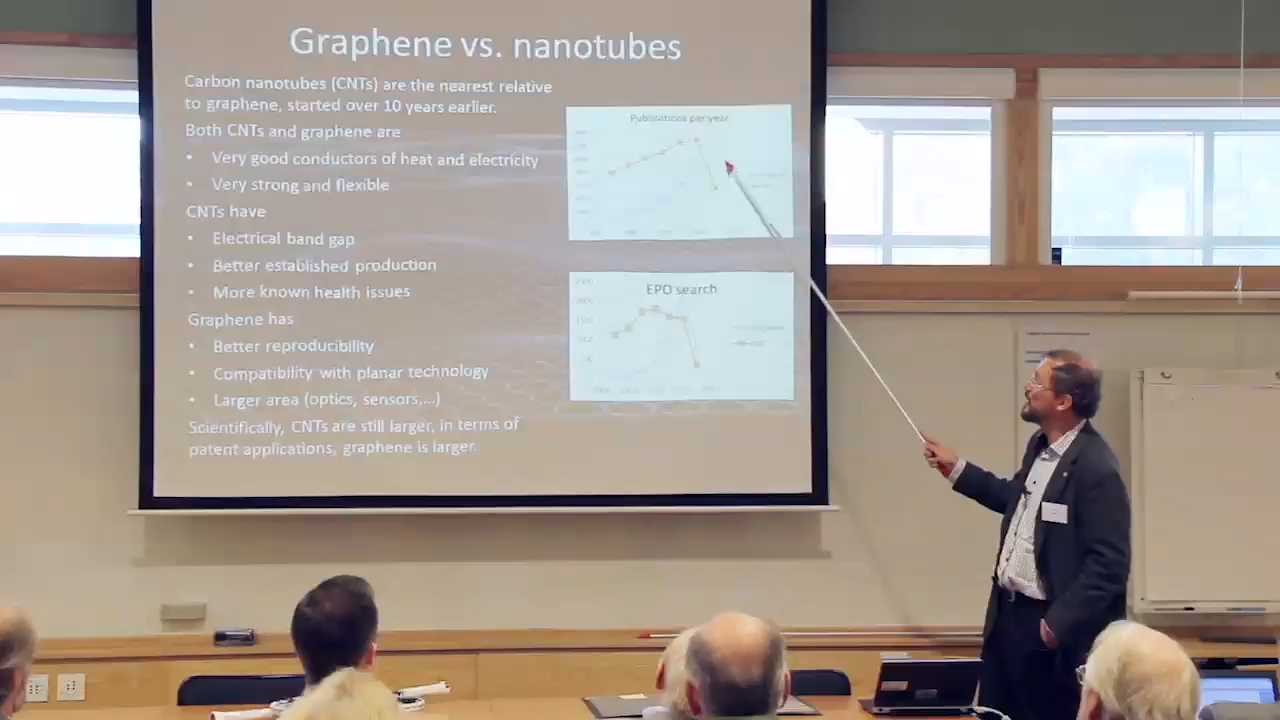 Graphene vs. nanotubes
Carbon nanotubes (CNTs) are the nearest relative
to graphene, started over 10 years earlier.
Both CNTs and graphene are
• Very good conductors of heat and electricity
• Very strong and flexible
CNTs have
• Electrical band gap
• Better established production
• More known health issues
Graphene has
• Better reproducibility
• Compatibility with planar technology
• Larger area (optics, sensors,...)
Scientifically, CNTs are still larger, in terms of
patent applications, graphene is larger.
Publications per year
EPO search